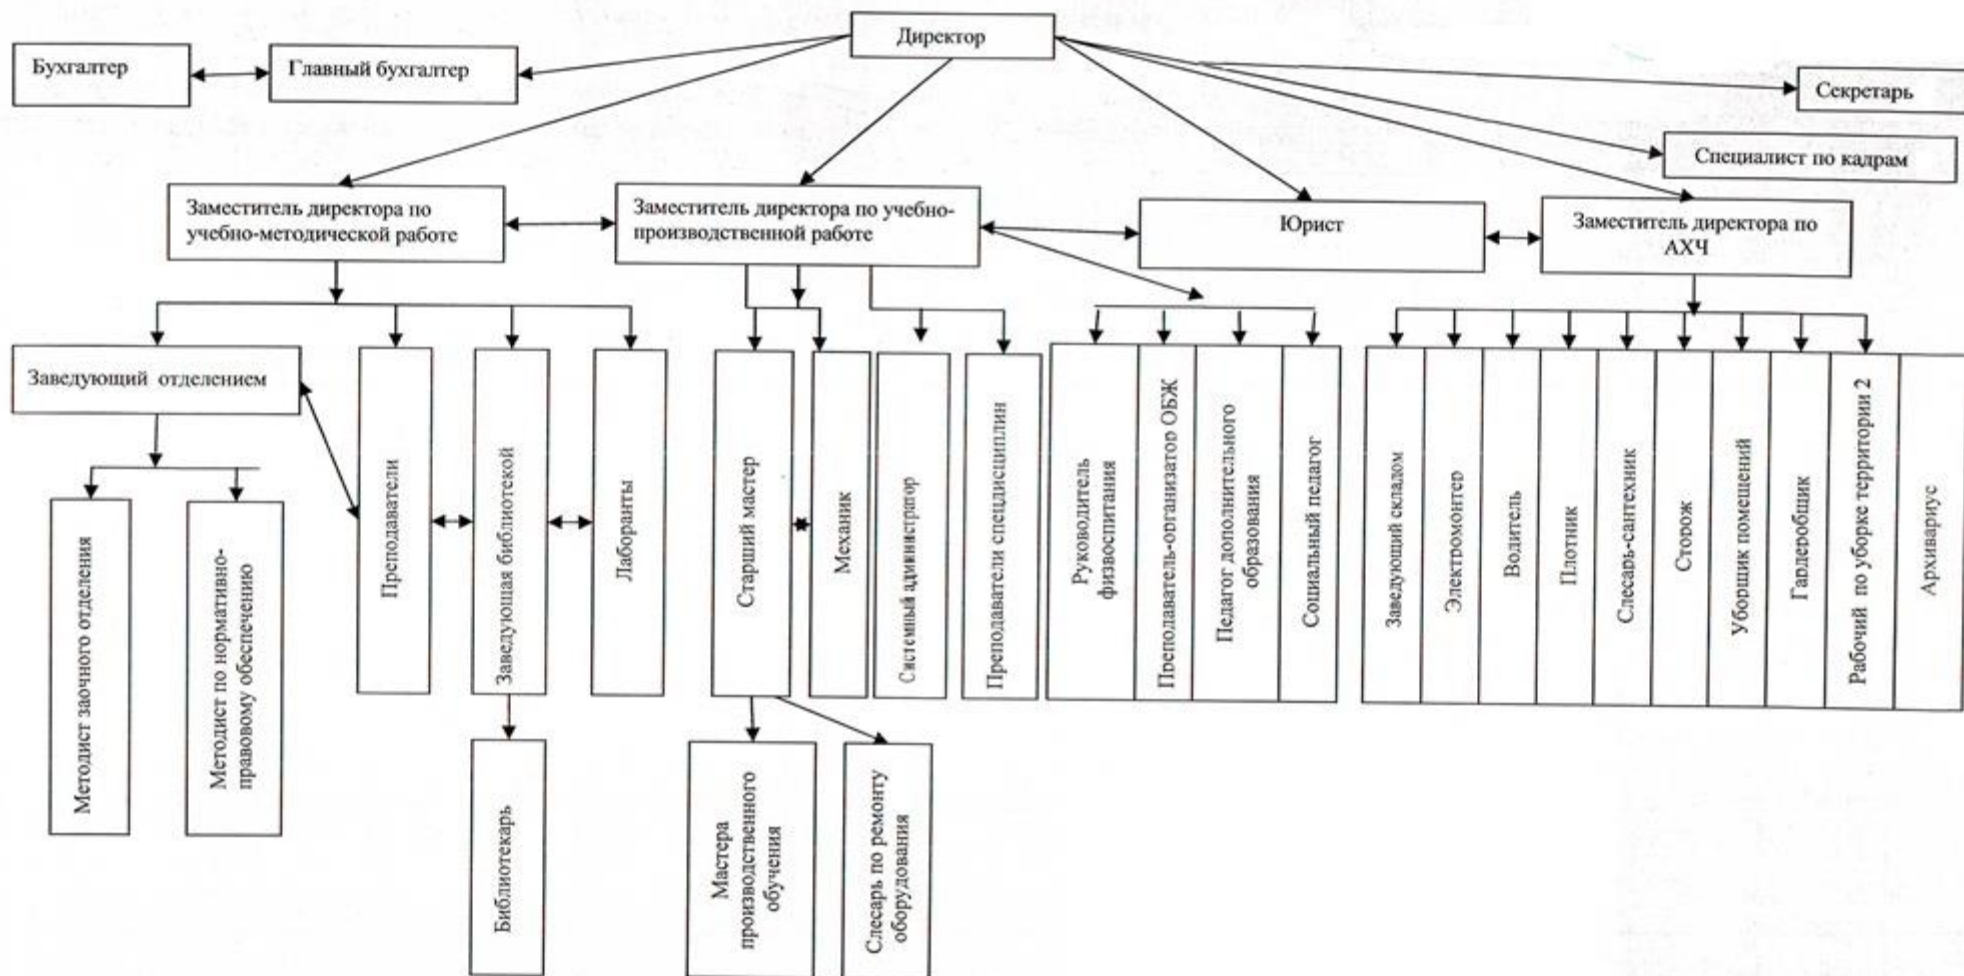 Директор
Бухгалтер
Главный бухгалтер
Секретарь
Специалист по кадрам
Заместитель директора по
учебно-методической работе
Заместитель директора по учебно-
производственной работе
Юрист
Заместитель директора по
АХЧ
Заведующий отделением
Преподаватели
Заведующая библиотекой
Лаборанты
Старший мастер
Механик
Системный администратор
Преподаватели спецдисциплин
Руководитель
физвоспитания
Преподаватель-организатор ОБЖ
Педагог дополнительного
образования
Социальный педагог
Заведующий складом
Электромонтер
Водитель
Плотник
Слесарь-сантехник
Сторож
Уборщик помещений
Гардеробщик
Рабочий по уборке территории 2
Архивариус
Методист заочного отделения
Методист по нормативно-
правовому обеспечению
Библиотекарь
Мастера
производственного
обучения
Слесарь по ремонту
оборудования